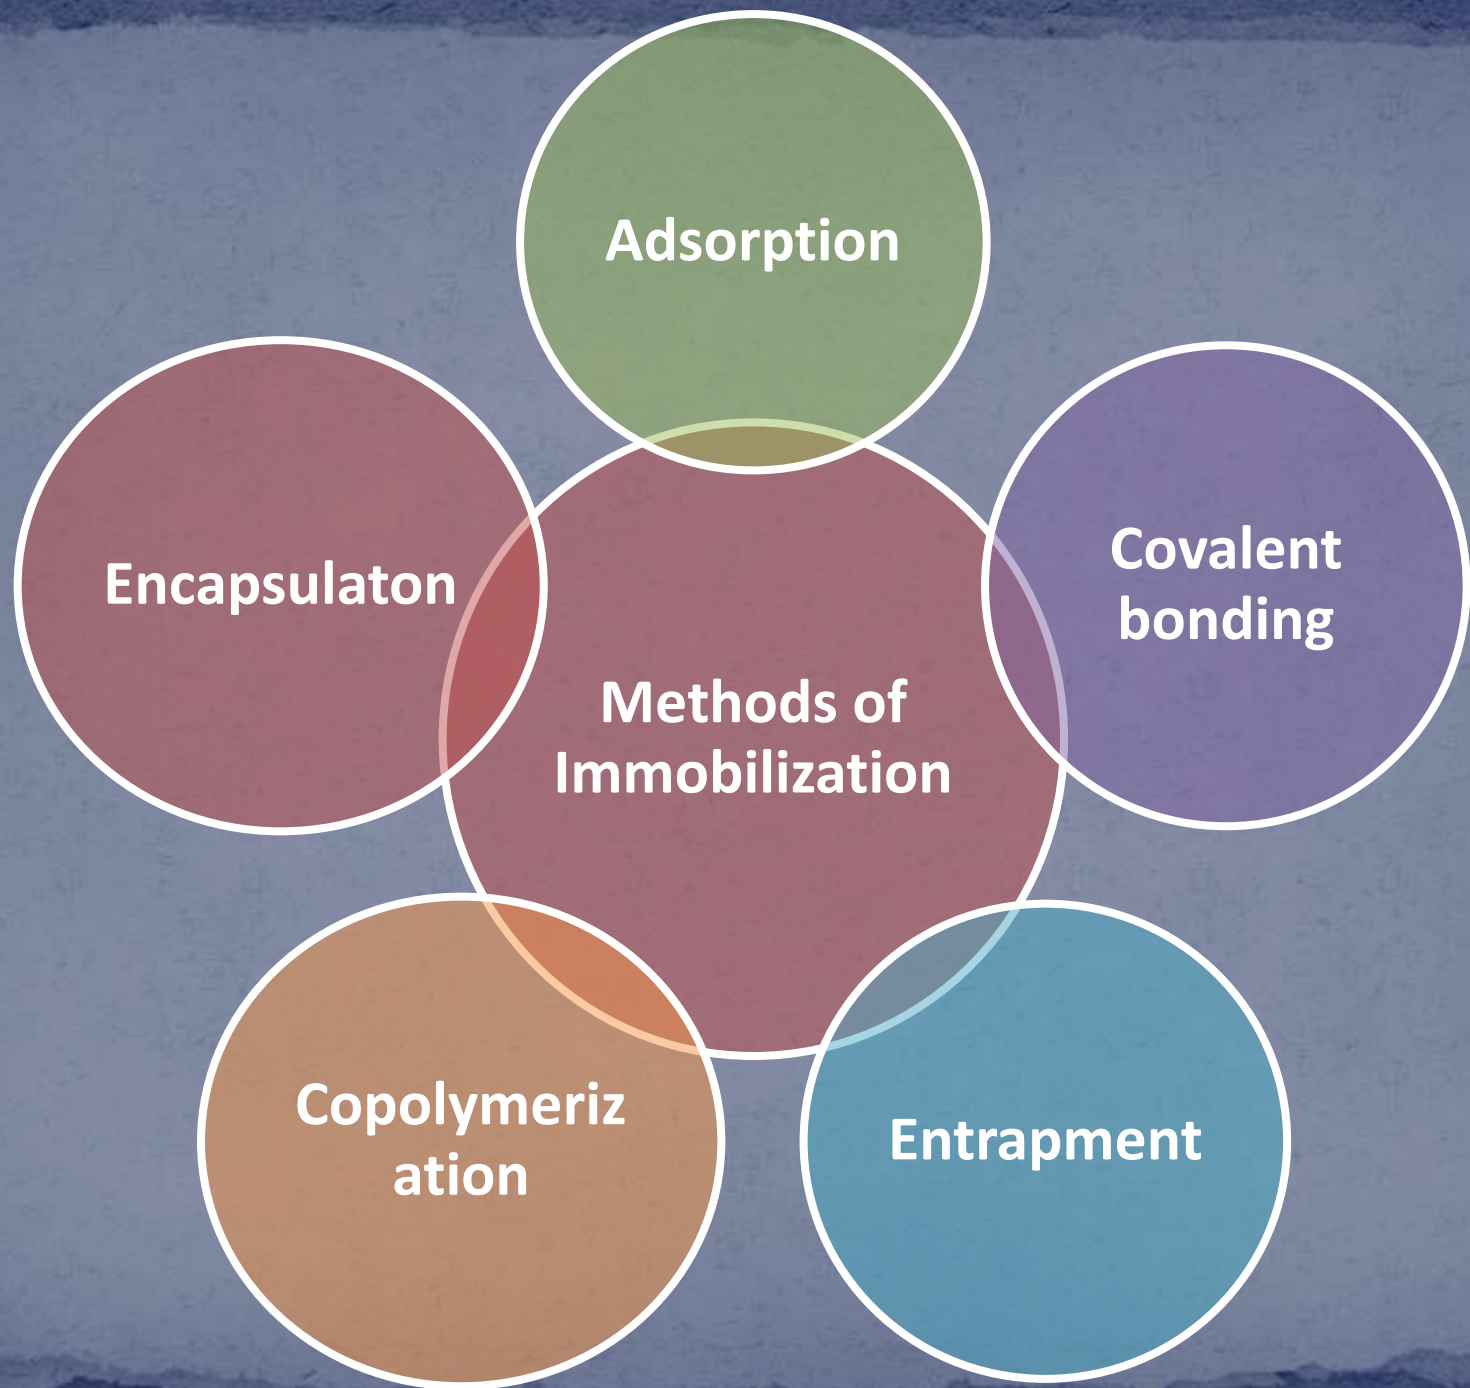 Adsorption
Covalent
bonding
Encapsulaton
Methods of
Immobilization
Copolymeriz
ation
Entrapment